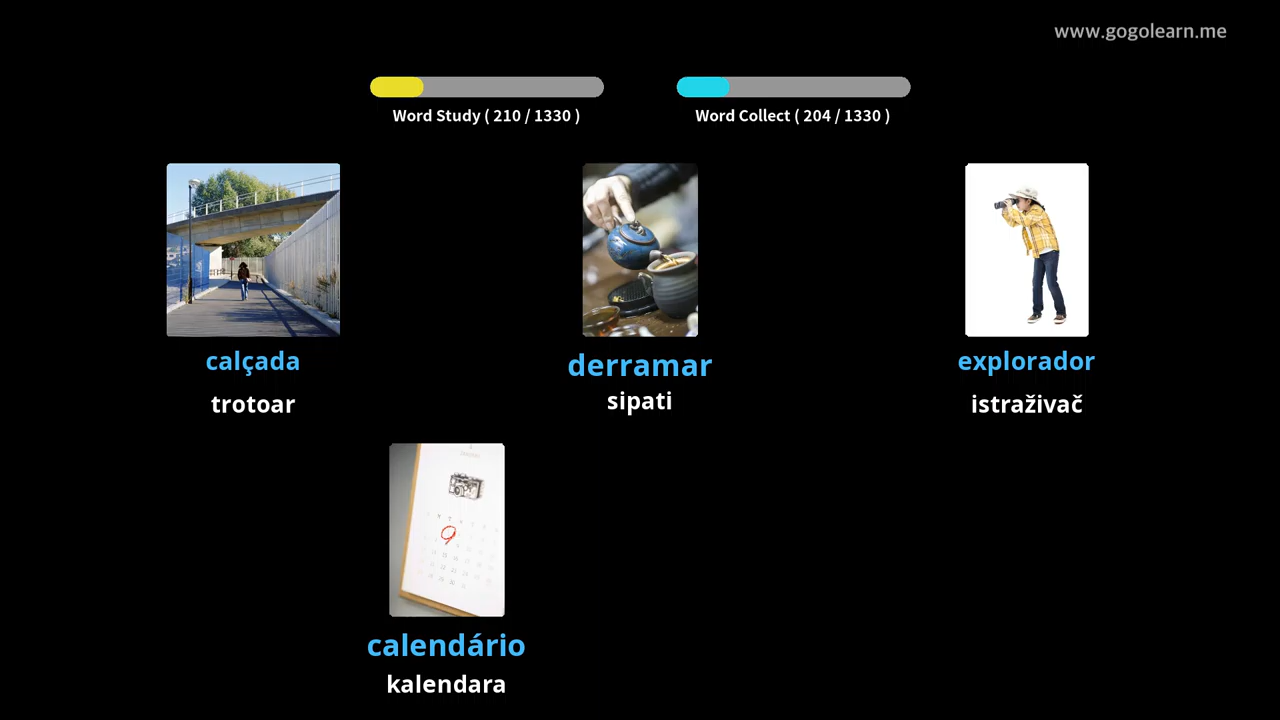 www.gogolearn.me
Word Study ( 210 / 1330 )
Word Collect ( 204 / 1330 )
calçada
derramar
explorador
trotoar
sipati
istraživač
calendário
kalendara